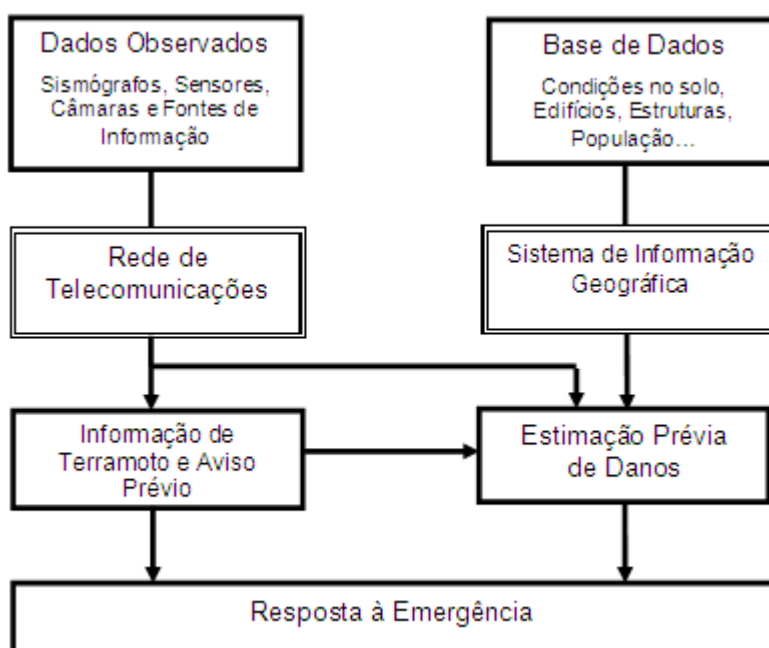 Dados Observados
Sismógrafos, Sensores,
Câmaras e Fontes de
Informação
Base de Dados
Condições no solo,
Edifícios, Estruturas,
População...
Rede de
Telecomunicações
Sistema de Informação
Geográfica
Informação de
Terramoto e Aviso
Prévio
Estimação Prévia
de Danos
Resposta à Emergência